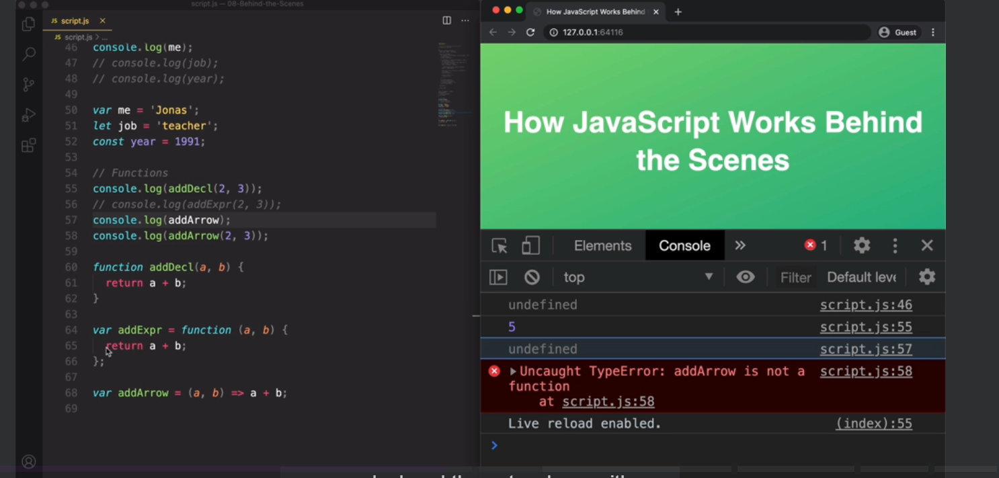 script.js — 08-Behind-the-Scenes
JS script.js ×
JS script.js > ...
46 console.log(me);
47 // console.log(job);
48 // console.log(year);
49
50 var me = 'Jonas';
51 let job = 'teacher';
52 const year = 1991;
53
54 // Functions
55 console.log(addDecl(2, 3));
56 // console.log(addExpr(2, 3));
57 console.log(addArrow);
58 console.log(addArrow(2, 3));
59
60 function addDecl(a, b) {
61 return a + b;
62 }
63
64 var addExpr = function (a, b) {
65 return a + b;
66 };
67
68 var addArrow = (a, b) => a + b;
69
How JavaScript Works Behind
127.0.0.1:64116 Guest
How JavaScript Works Behind
the Scenes
Elements Console » 1
top Filter Default leve
undefined script.js:46
5 script.js:55
undefined script.js:57
Uncaught TypeError: addArrow is not a script.js:58
function
at script.js:58
Live reload enabled. (index):55